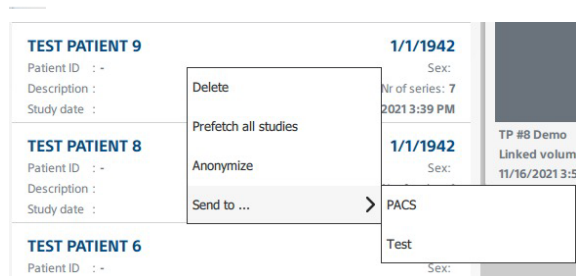 TEST PATIENT 9 1/1/1942
Patient ID : - Sex:
Description : Nr of series: 7
Study date : 2021 3:39 PM
Delete
Prefetch all studies
Anonymize
Send to ...
PACS
Test
TEST PATIENT 8 1/1/1942
Patient ID : - Sex:
Description :
Study date :
TEST PATIENT 6
Patient ID : - Sex:
TP #8 Demo
Linked volum
11/16/2021 3:5